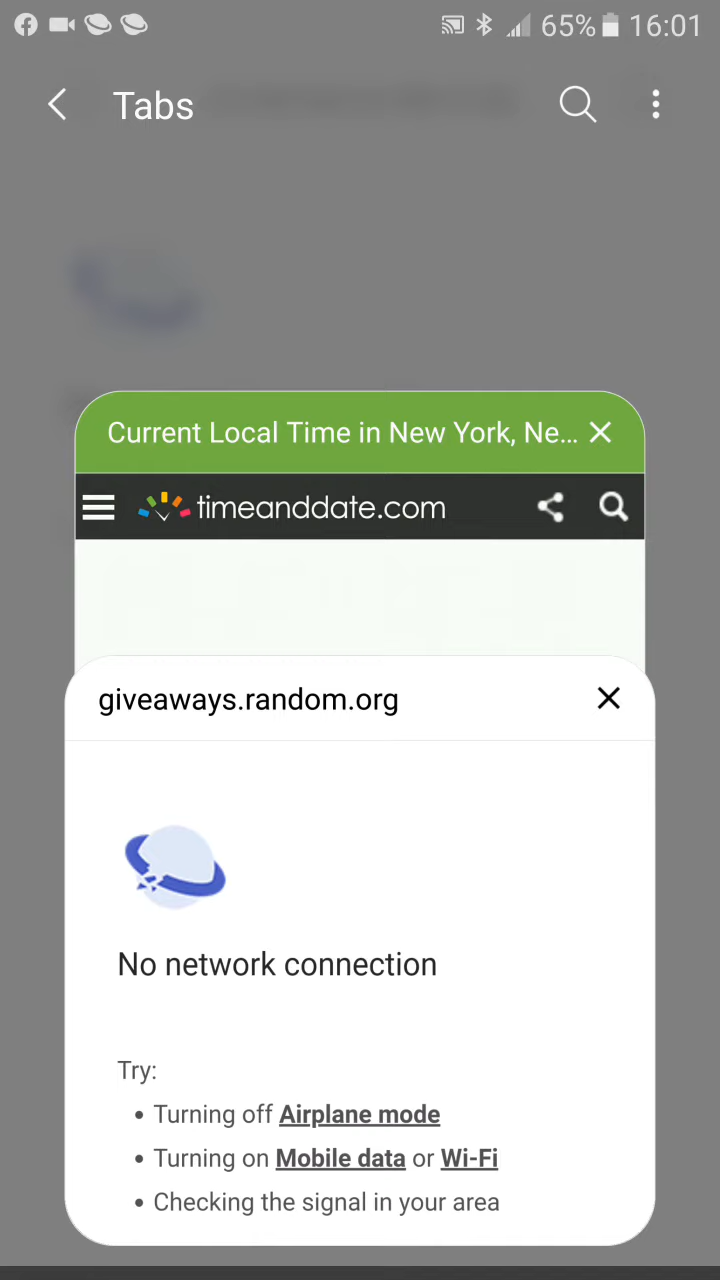 65% 16:01
Tabs
Current Local Time in New York, Ne...
timeanddate.com
giveaways.random.org
No network connection
Try:
• Turning off Airplane mode
• Turning on Mobile data or Wi-Fi
• Checking the signal in your area